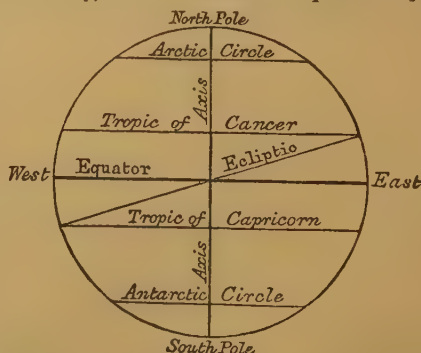 North Pole
Arctic Circle
Axis
Tropic of Cancer
Ecliptic
West Equator East
Tropic of Capricorn
Axis
Antarctic Circle
South Pole